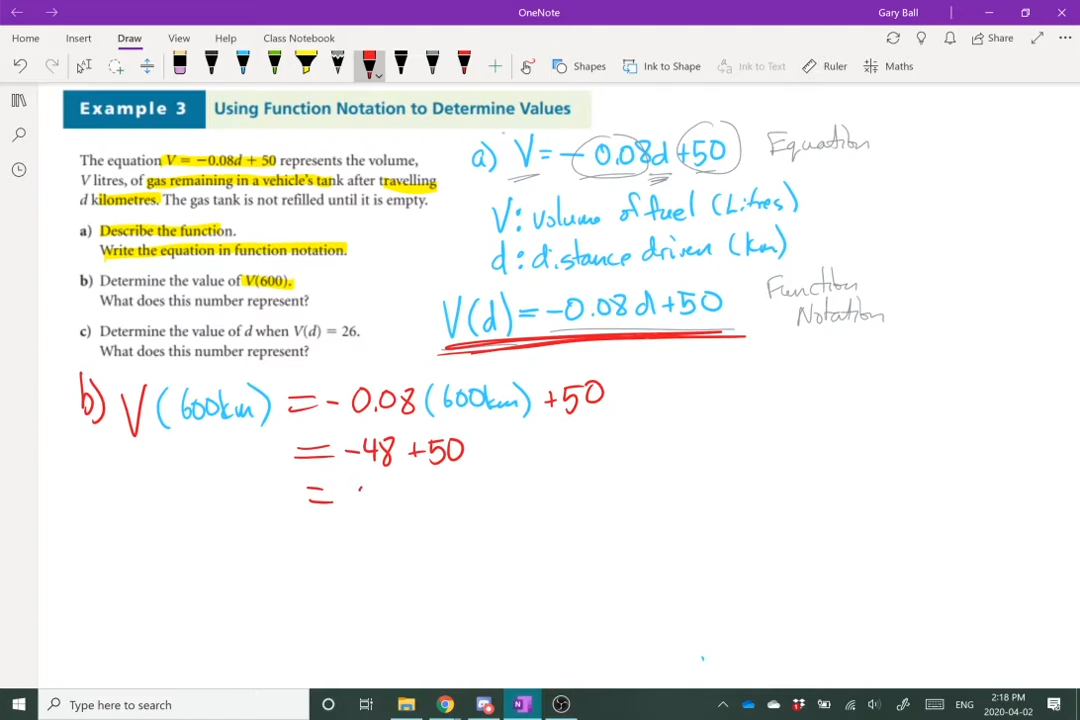 OneNote
Gary Ball
Home Insert Draw View Help Class Notebook
Share
Shapes Ink to Shape Ink to Text Ruler Maths
Example 3 Using Function Notation to Determine Values
The equation V = −0.08d + 50 represents the volume,
V litres, of gas remaining in a vehicle's tank after travelling
d kilometres. The gas tank is not refilled until it is empty.
a) Describe the function.
Write the equation in function notation.
b) Determine the value of V(600).
What does this number represent?
c) Determine the value of d when V(d) = 26.
What does this number represent?
a) V = - 0.08d +50 Equation
V: volume of fuel (Litres)
d: distance driven (km)
V(d) = -0.08d+50
Function
Notation
b) V (600km) = - 0.08 (600km) +50
= -48 +50
=
Type here to search
ENG
2:18 PM
2020-04-02